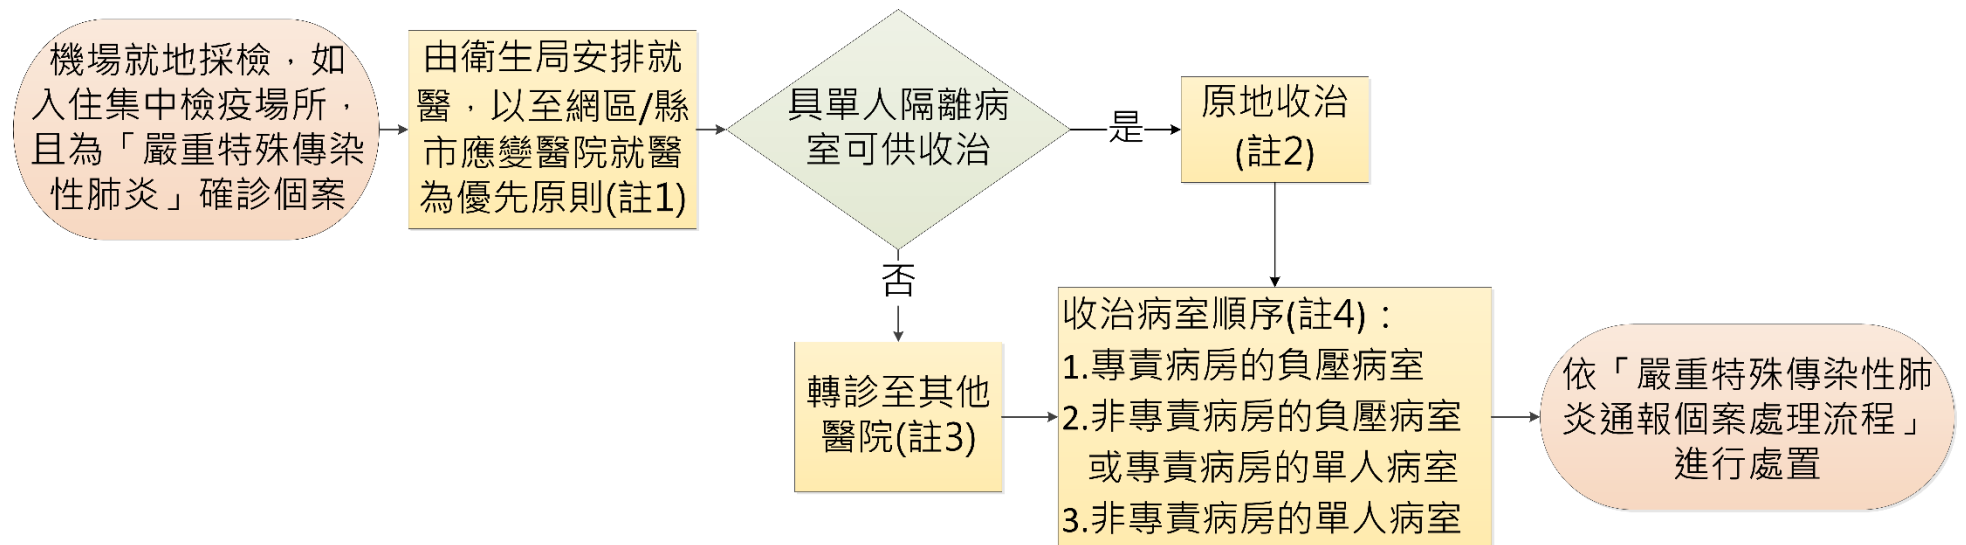 機場就地採檢，如
入住集中檢疫場所，
且為「嚴重特殊傳染
性肺炎」確診個案
由衛生局安排就
醫，以至網區/縣
市應變醫院就醫
為優先原則(註1)
具單人隔離病
室可供收治
是
原地收治
(註2)
否
轉診至其他
醫院(註3)
收治病室順序(註4)：
1.專責病房的負壓病室
2.非專責病房的負壓病室
或專責病房的單人病室
3.非專責病房的單人病室
依「嚴重特殊傳染性肺
炎通報個案處理流程」
進行處置